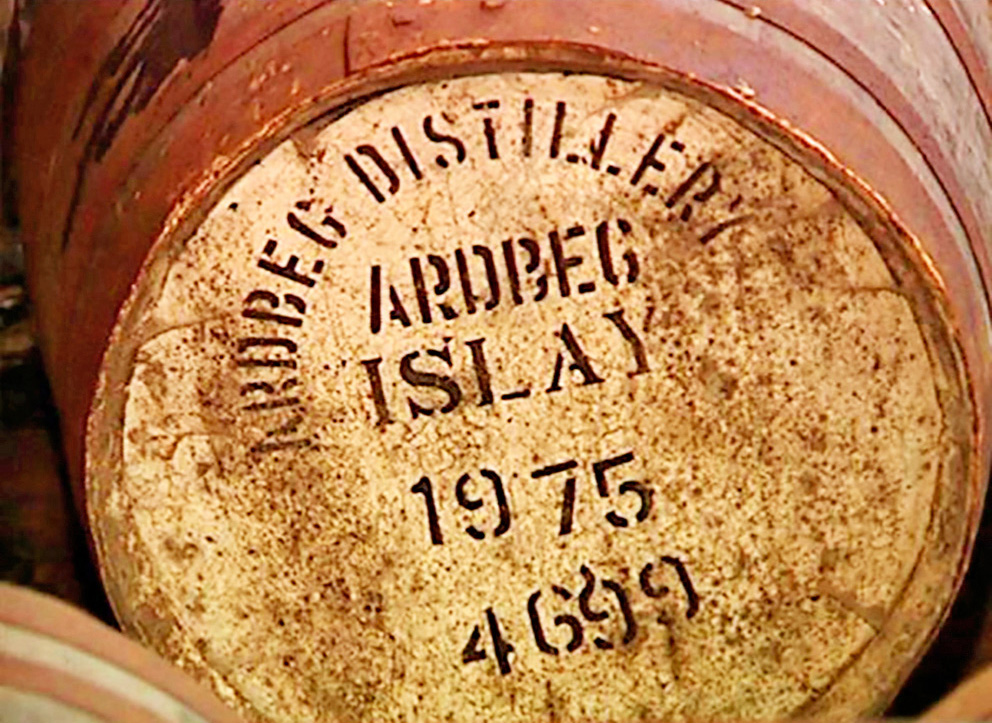 ARDBEG DISTILLERY
ARDBEG
ISLAY
1975
4699